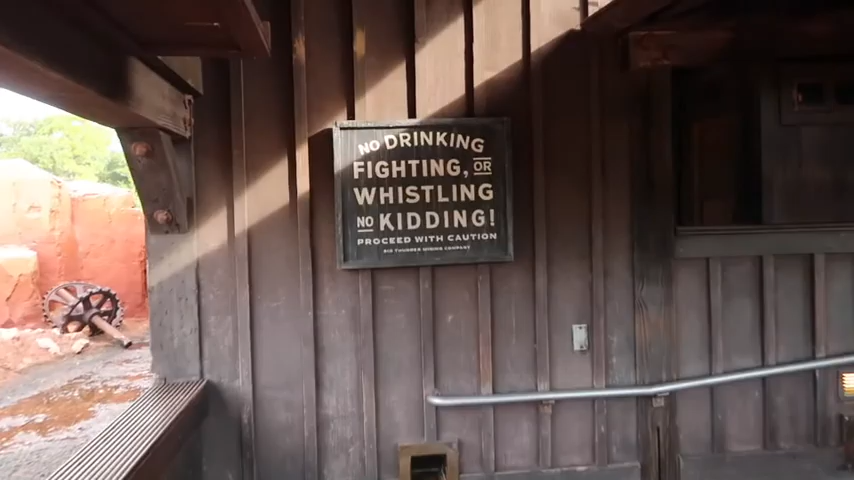 NO DRINKING
FIGHTING, OR
WHISTLING
NO KIDDING!
PROCEED WITH CAUTION
BIG THUNDER MINING COMPANY